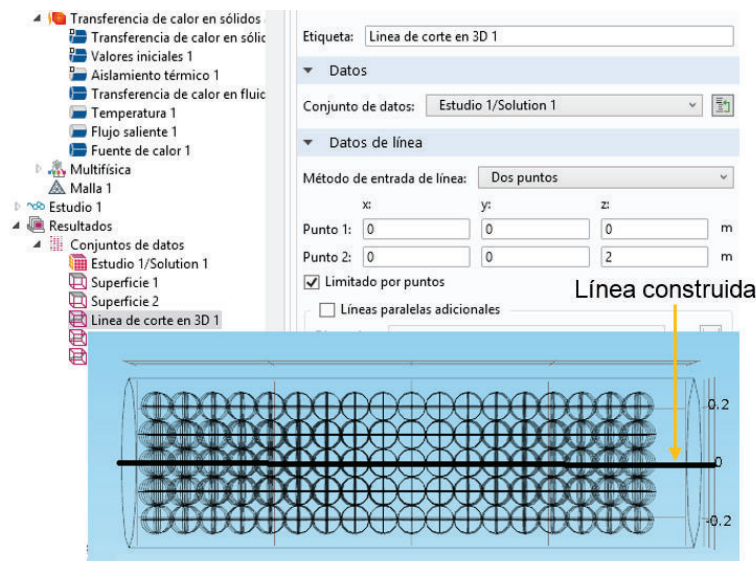 Transferencia de calor en sólidos
Transferencia de calor en sólic
Valores iniciales 1
Aislamiento térmico 1
Transferencia de calor en fluid
Temperatura 1
Flujo saliente 1
Fuente de calor 1
Multifísica
Malla 1
Estudio 1
Resultados
Conjuntos de datos
Estudio 1/Solution 1
Superficie 1
Superficie 2
Linea de corte en 3D 1
Etiqueta: Linea de corte en 3D 1
Datos
Conjunto de datos: Estudio 1/Solution 1
Datos de línea
Método de entrada de línea: Dos puntos
x: y: z:
Punto 1: 0 0 0 m
Punto 2: 0 0 2 m
Limitado por puntos
Líneas paralelas adicionales
Línea construida
0.2
0
-0.2